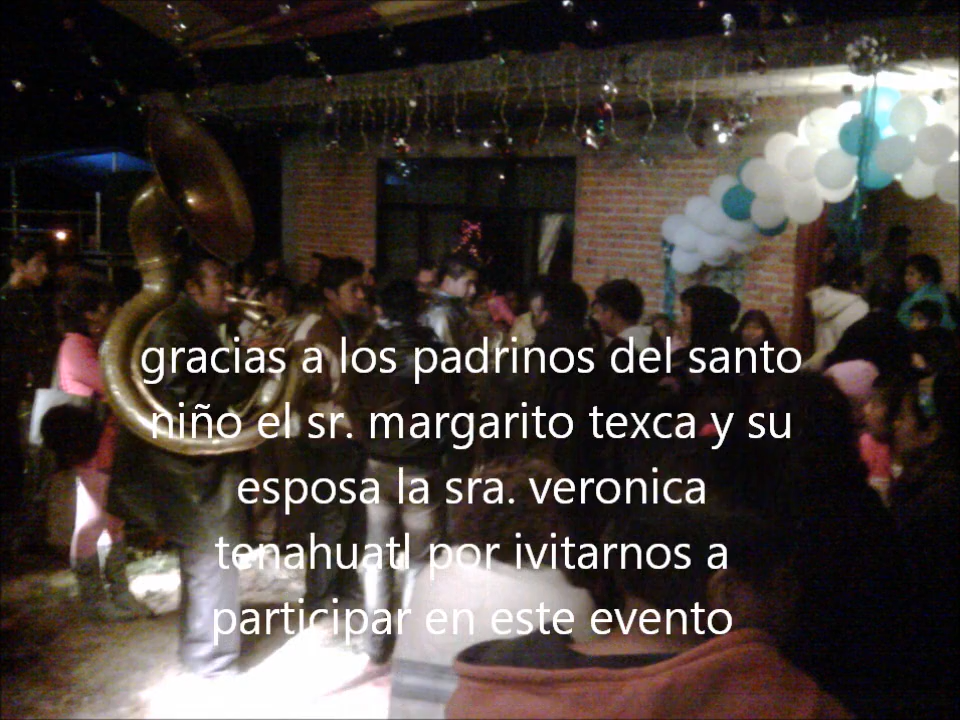 gracias a los padrinos del santo
niño el sr. margarito texca y su
esposa la sra. veronica
tenahuatl por ivitarnos a
participar en este evento